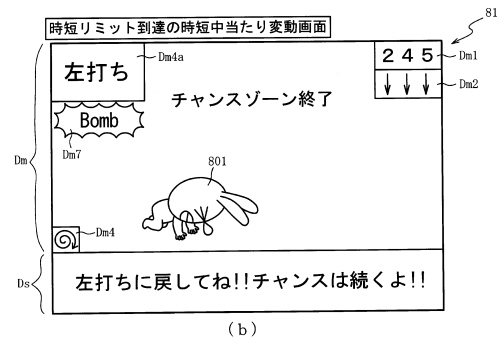 時短リミット到達の時短中当たり変動画面
81
左打ち
Dm4a
2 4 5
Dm1
↓ ↓ ↓
Dm2
チャンスゾーン終了
Bomb
Dm7
Dm
801
Dm4
Ds
左打ちに戻してね!!チャンスは続くよ!!
(b)